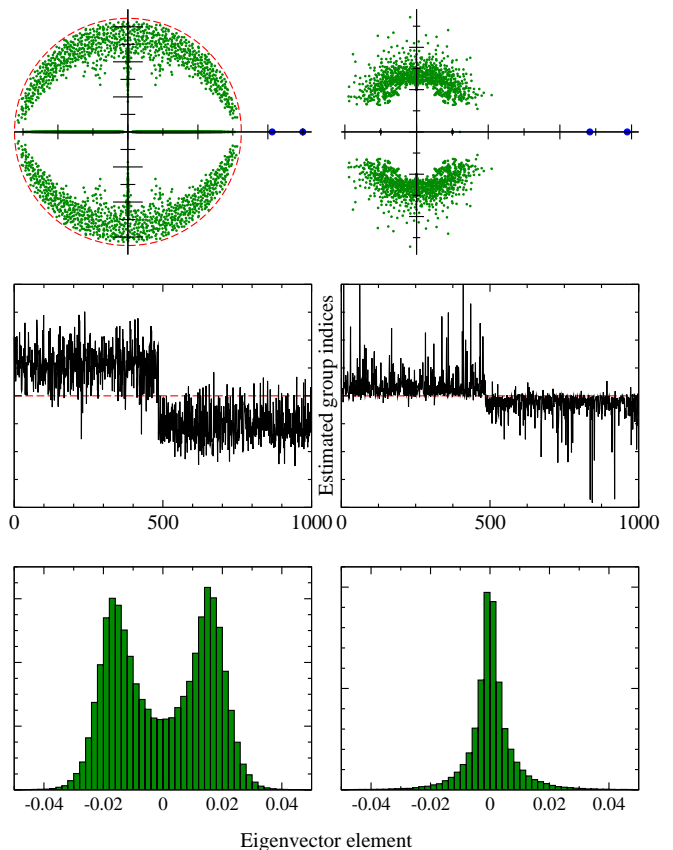 Estimated group indices
0 500 1000 0 500 1000
-0.04 -0.02 0 0.02 0.04 -0.04 -0.02 0 0.02 0.04
Eigenvector element